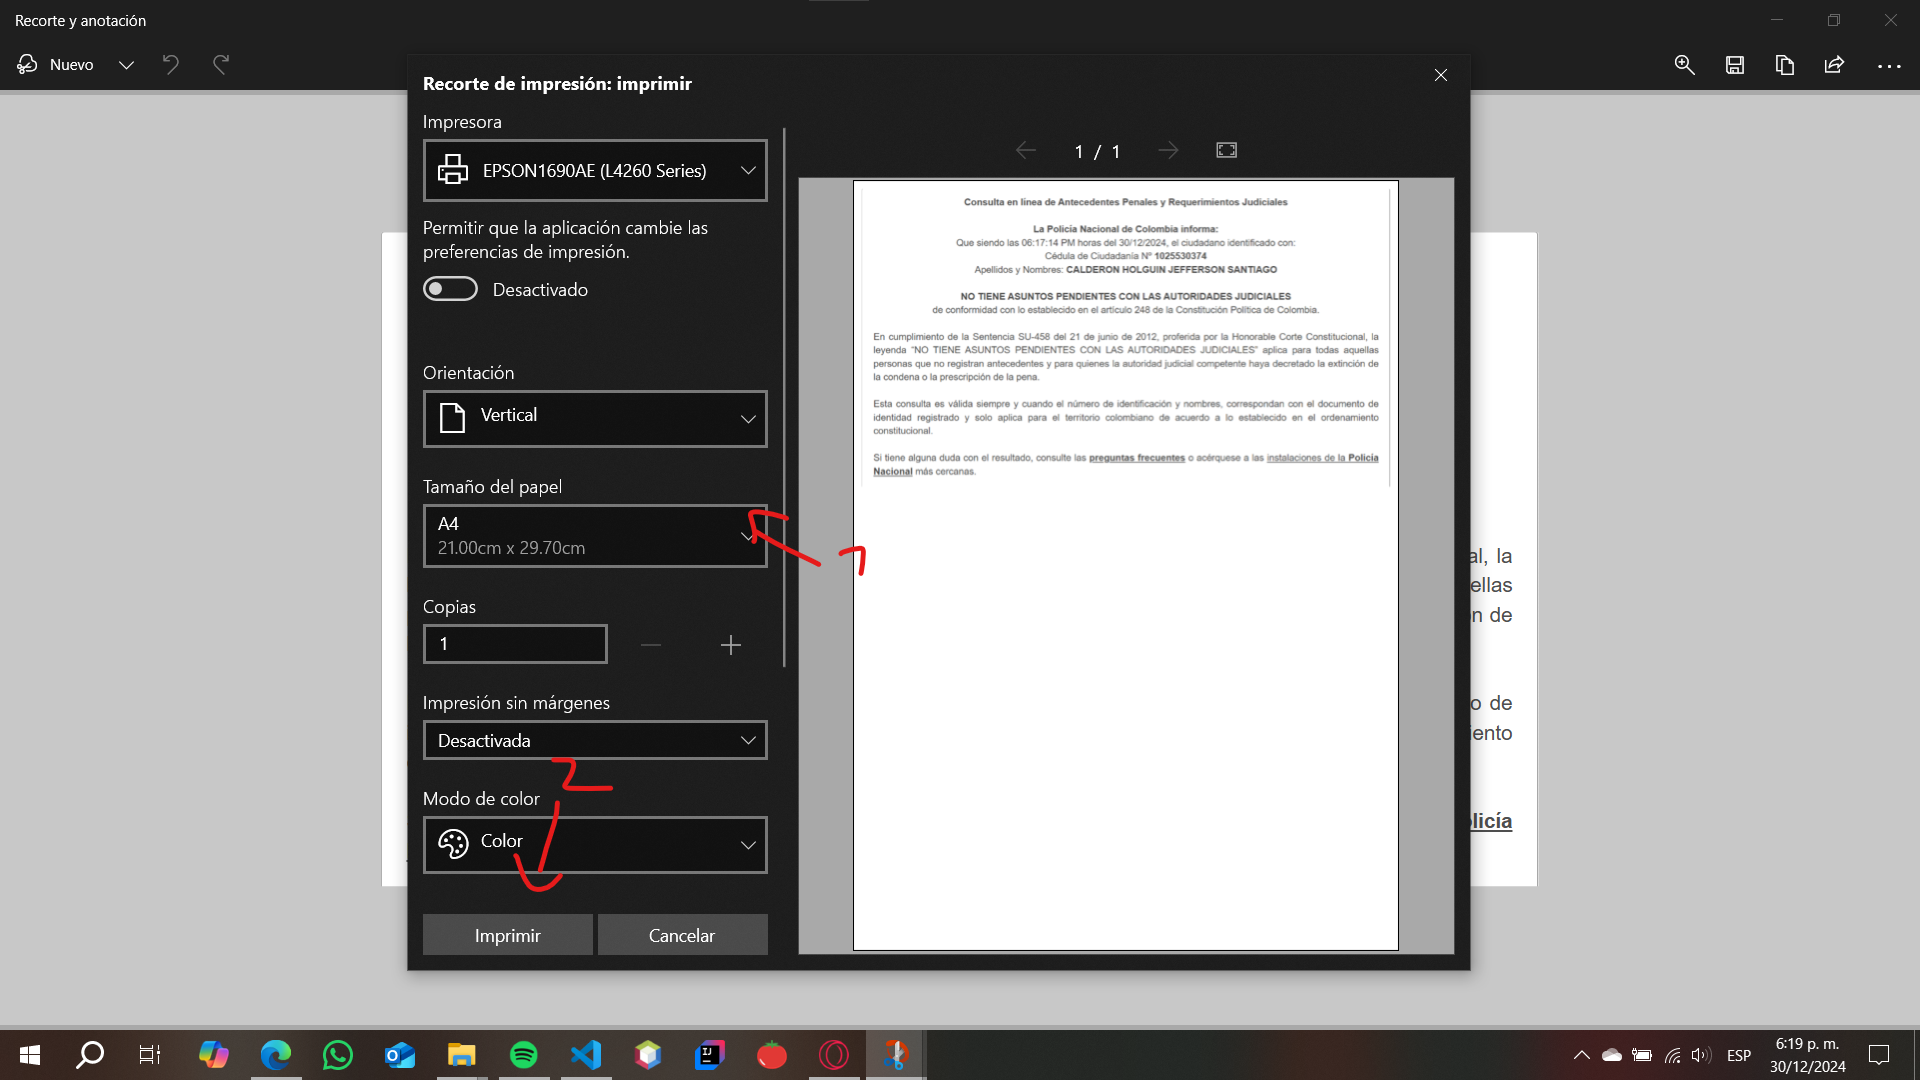 Recorte y anotación
Nuevo
Recorte de impresión: imprimir
Impresora
EPSON1690AE (L4260 Series)
Permitir que la aplicación cambie las
preferencias de impresión.
Desactivado
Orientación
Vertical
Tamaño del papel
A4
21.00cm x 29.70cm
1
Copias
1
Impresión sin márgenes
Desactivada
2
Modo de color
Color
Imprimir
Cancelar
1 / 1
Consulta en línea de Antecedentes Penales y Requerimientos Judiciales
La Policía Nacional de Colombia informa:
Que siendo las 06:17:14 PM horas del 30/12/2024, el ciudadano identificado con:
Cédula de Ciudadanía Nº 1025530374
Apellidos y Nombres: CALDERON HOLGUIN JEFFERSON SANTIAGO
NO TIENE ASUNTOS PENDIENTES CON LAS AUTORIDADES JUDICIALES
de conformidad con lo establecido en el artículo 248 de la Constitución Política de Colombia.
En cumplimiento de la Sentencia SU-458 del 21 de junio de 2012, proferida por la Honorable Corte Constitucional, la
leyenda "NO TIENE ASUNTOS PENDIENTES CON LAS AUTORIDADES JUDICIALES" aplica para todas aquellas
personas que no registran antecedentes y para quienes la autoridad judicial competente haya decretado la extinción de
la condena o la prescripción de la pena.
Esta consulta es válida siempre y cuando el número de identificación y nombres, correspondan con el documento de
identidad registrado y solo aplica para el territorio colombiano de acuerdo a lo establecido en el ordenamiento
constitucional.
Si tiene alguna duda con el resultado, consulte las preguntas frecuentes o acérquese a las instalaciones de la Policía
Nacional más cercanas.
al, la
ellas
n de
o de
iento
licía
ESP
6:19 p. m.
30/12/2024